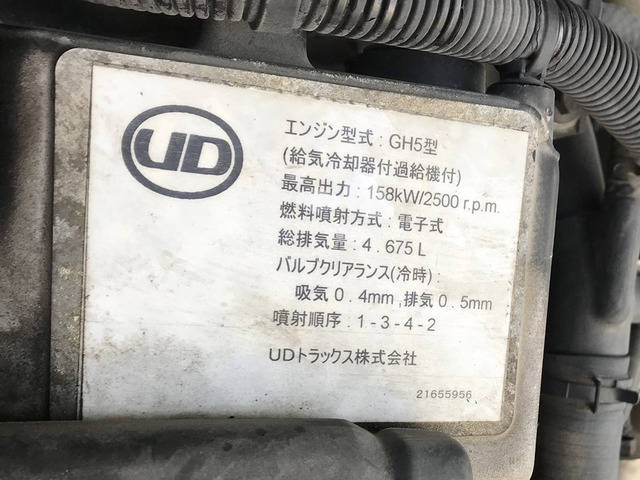 UD
エンジン型式 : GH5型
(給気冷却器付過給機付)
最高出力 : 158kW/2500 r.p.m.
燃料噴射方式 : 電子式
総排気量 : 4.675 L
バルブクリアランス(冷時) :
吸気 0.4mm ,排気 0.5mm
噴射順序 : 1-3-4-2
UDトラックス株式会社
21655956